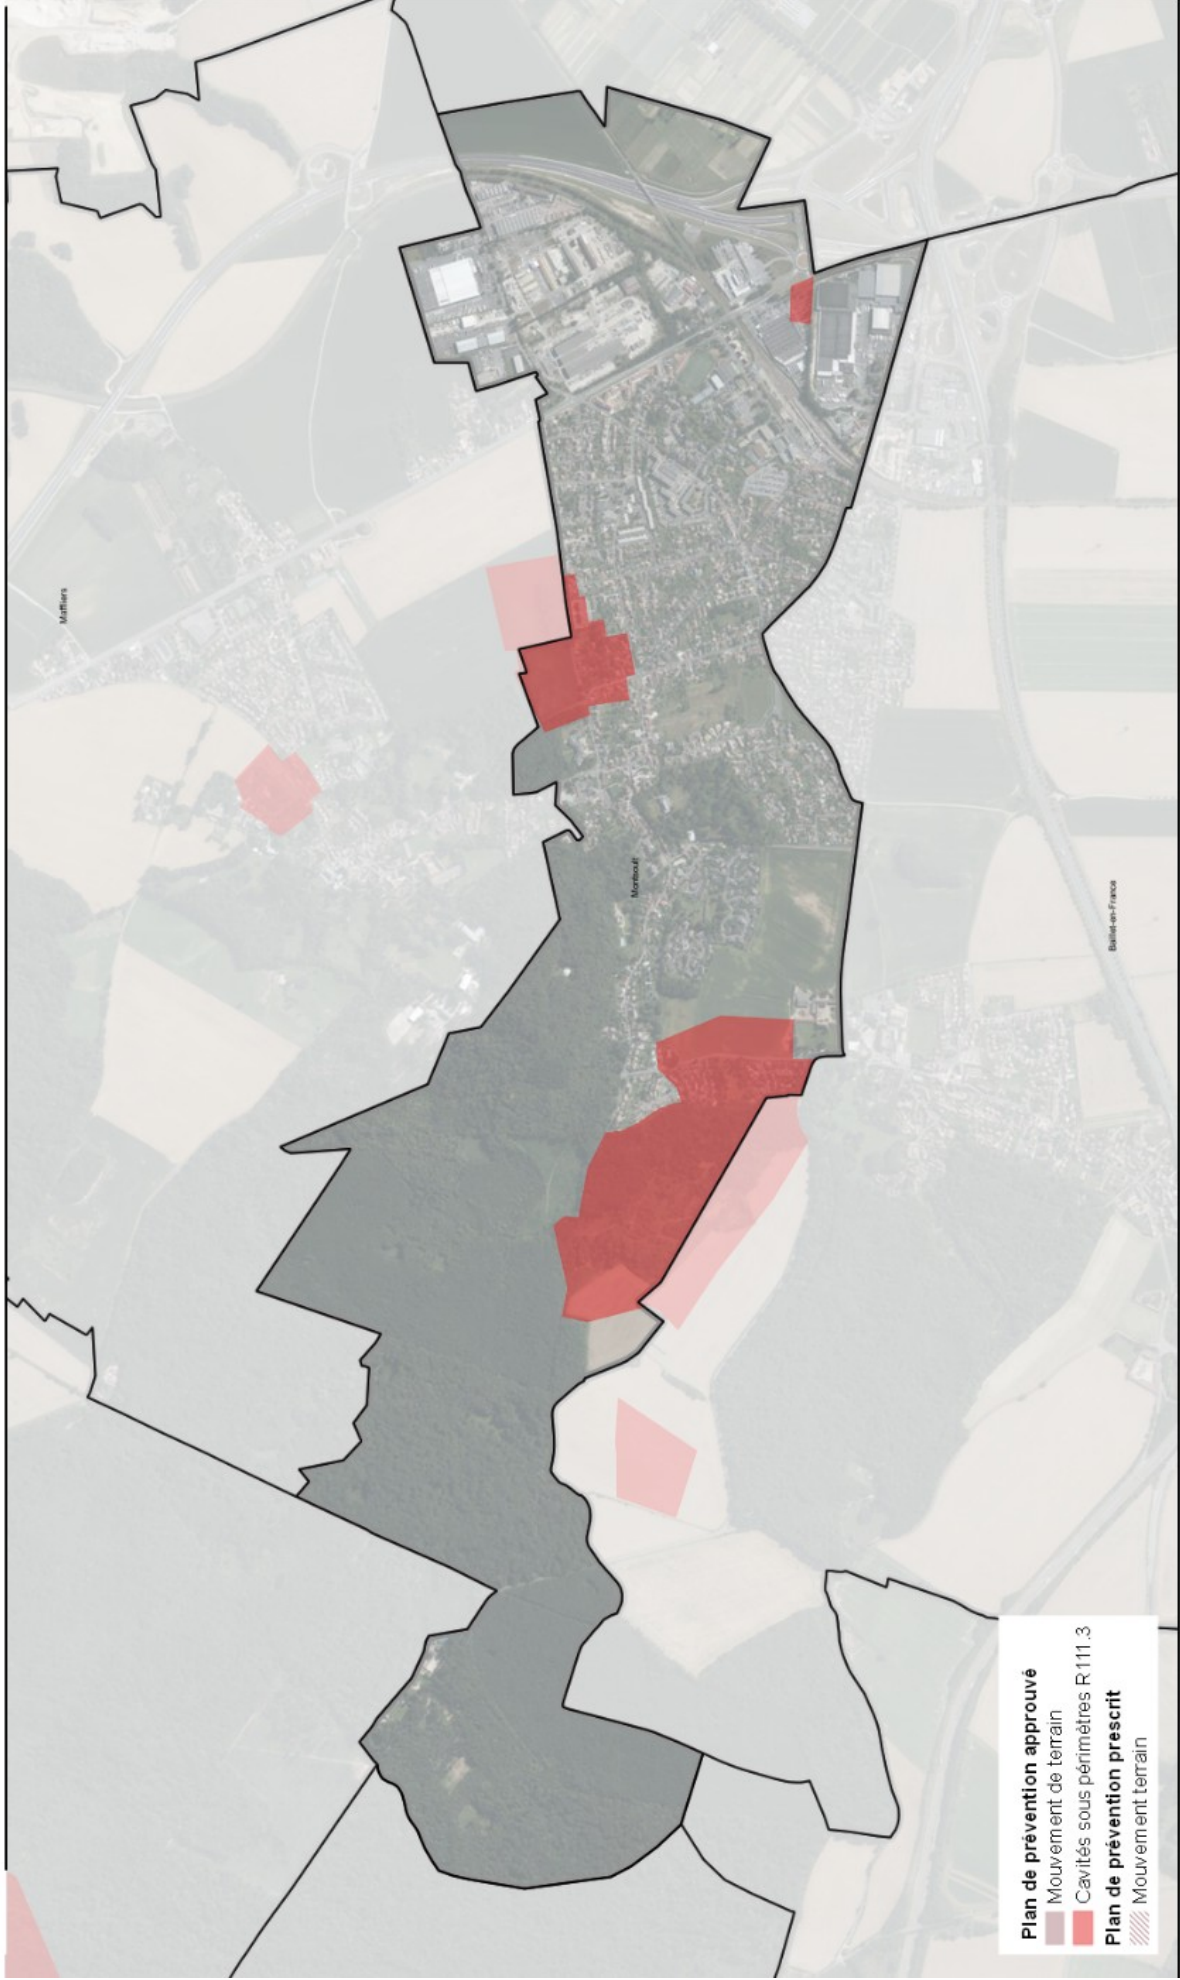 Maffliers
Montsoult
Baillet-en-France
Plan de prévention approuvé
Mouvement de terrain
Cavités sous périmètres R111.3
Plan de prévention prescrit
Mouvement terrain